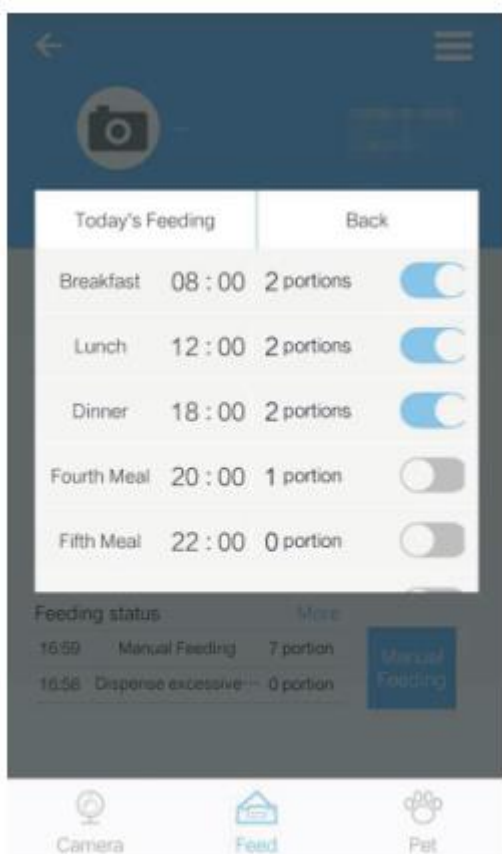 Today's Feeding Back
Breakfast 08:00 2 portions
Lunch 12:00 2 portions
Dinner 18:00 2 portions
Fourth Meal 20:00 1 portion
Fifth Meal 22:00 0 portion
Feeding status More
16:59 Manual Feeding 7 portion
16:58 Dispense excessive··· 0 portion
Manual
Feeding
Camera Feed Pet